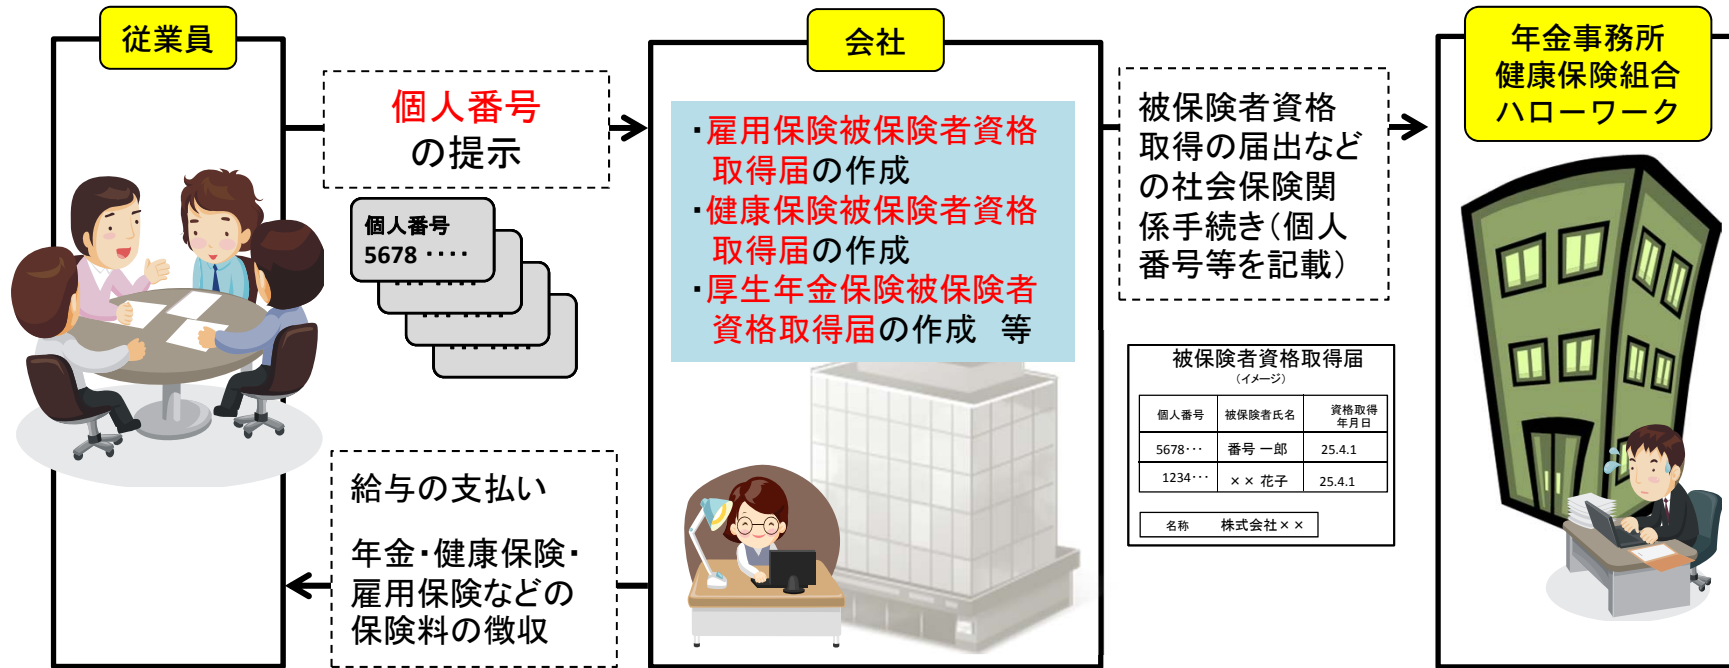 従業員
個人番号
の提示
個人番号
5678 ‥‥
給与の支払い
年金・健康保険・
雇用保険などの
保険料の徴収
会社
・雇用保険被保険者資格
取得届の作成
・健康保険被保険者資格
取得届の作成
・厚生年金保険被保険者
資格取得届の作成　等
被保険者資格
取得の届出など
の社会保険関
係手続き(個人
番号等を記載)
被保険者資格取得届
(イメージ)
個人番号 被保険者氏名 資格取得
年月日
5678‥‥ 番号 一郎 25.4.1
1234‥‥ ×× 花子 25.4.1
名称 株式会社××
年金事務所
健康保険組合
ハローワーク